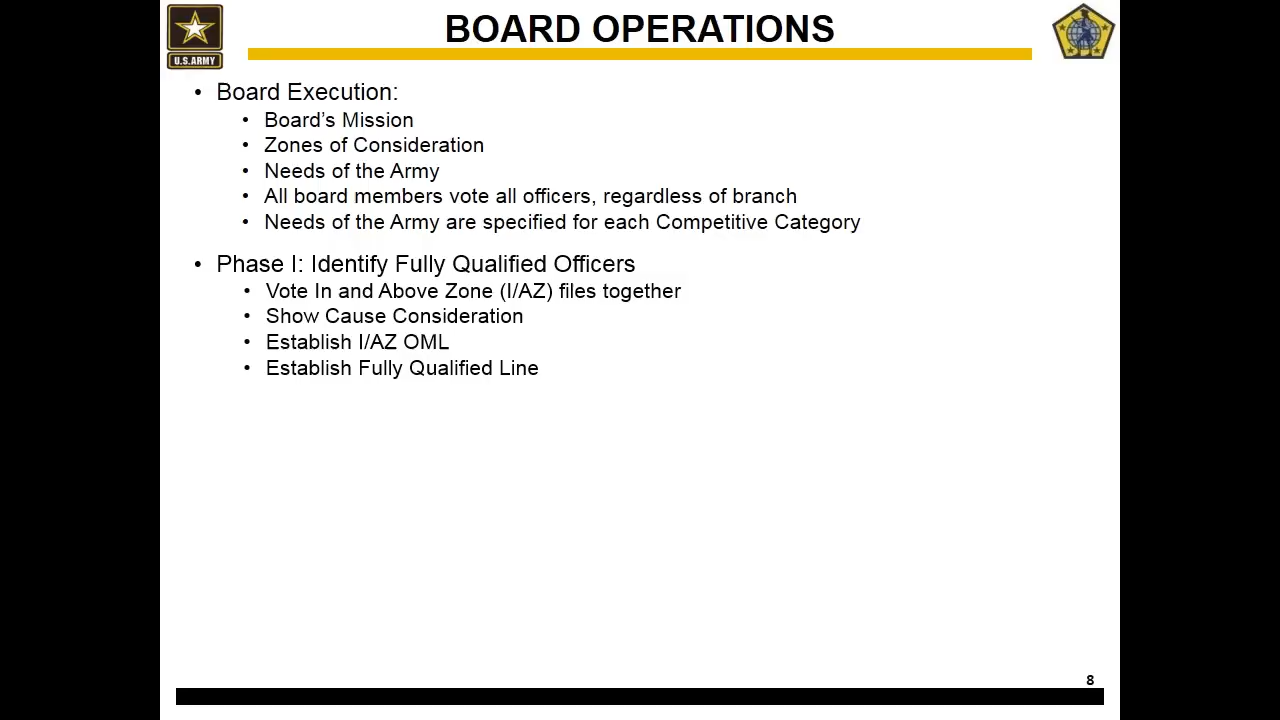 U.S.ARMY
BOARD OPERATIONS
• Board Execution:
• Board’s Mission
• Zones of Consideration
• Needs of the Army
• All board members vote all officers, regardless of branch
• Needs of the Army are specified for each Competitive Category
• Phase I: Identify Fully Qualified Officers
• Vote In and Above Zone (I/AZ) files together
• Show Cause Consideration
• Establish I/AZ OML
• Establish Fully Qualified Line
8